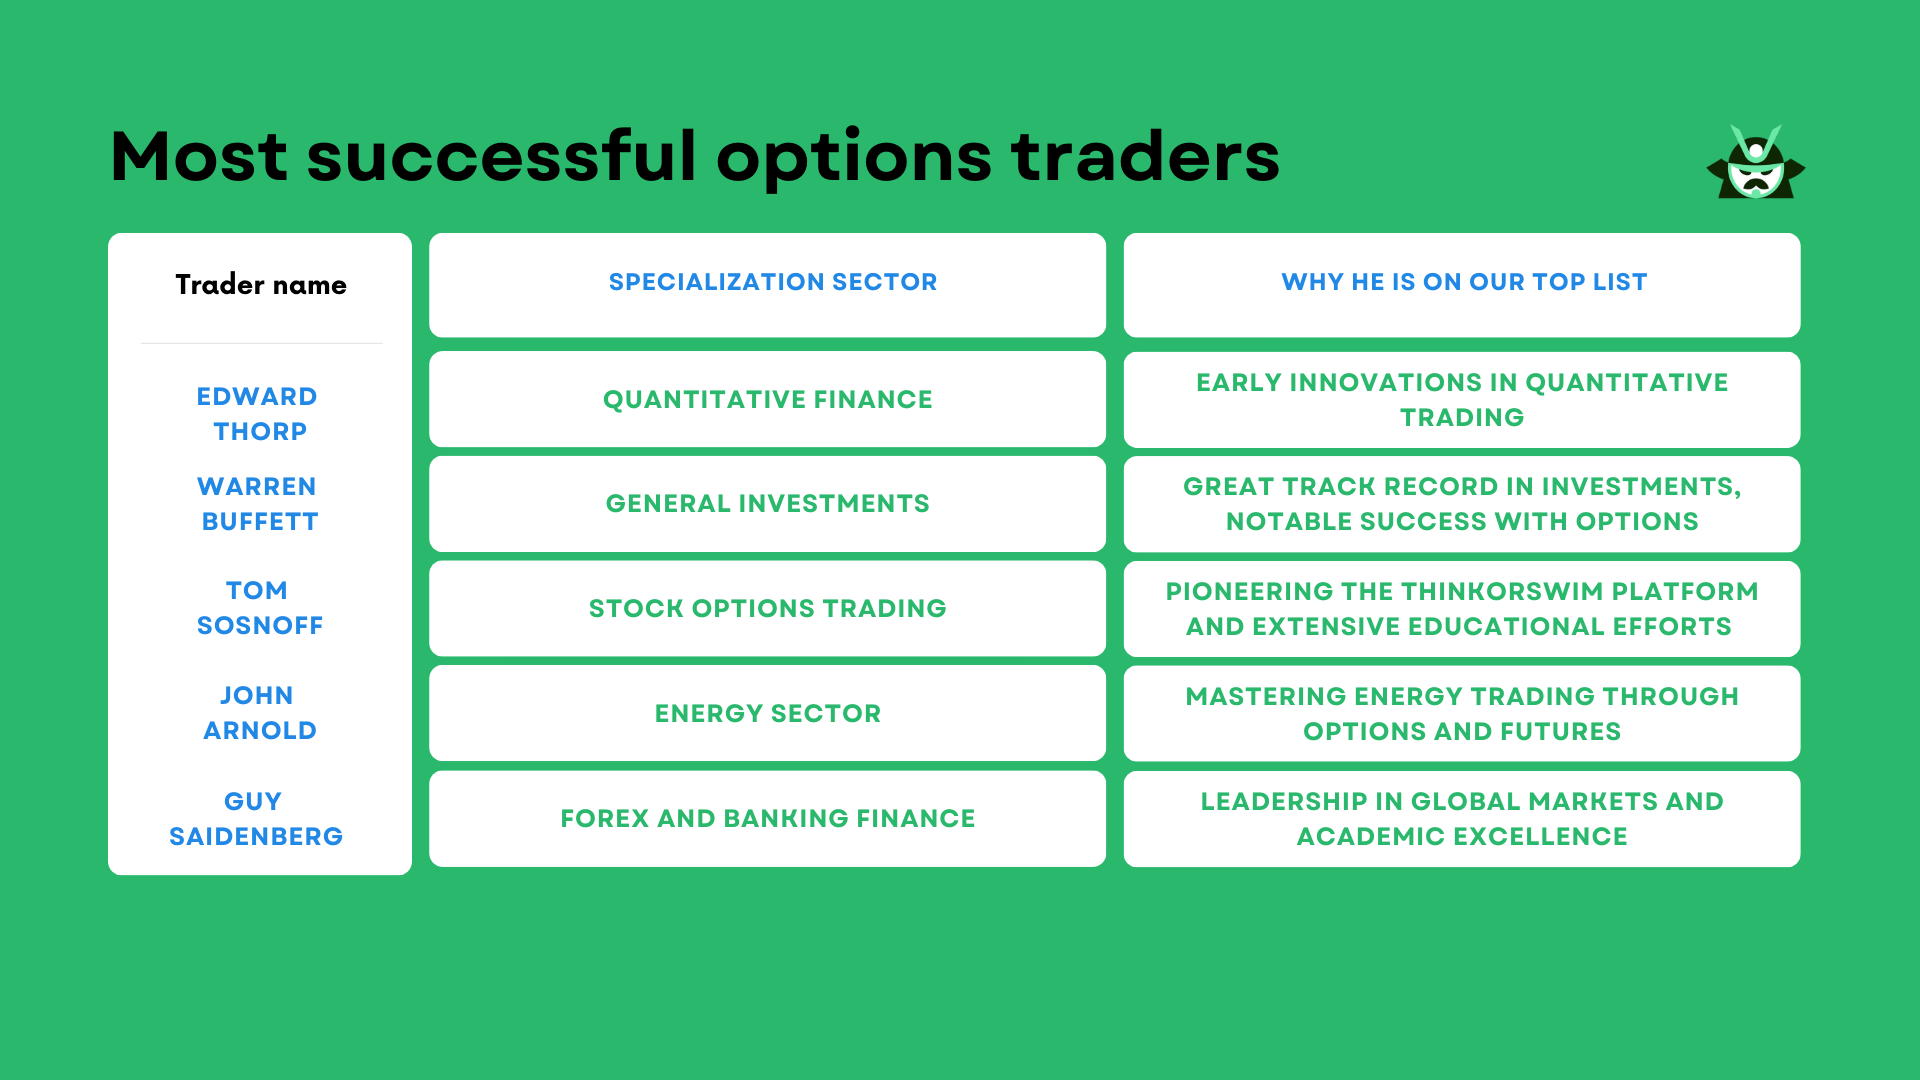 Most successful options traders
Trader name
SPECIALIZATION SECTOR
WHY HE IS ON OUR TOP LIST
EDWARD
THORP
QUANTITATIVE FINANCE
EARLY INNOVATIONS IN QUANTITATIVE
TRADING
WARREN
BUFFETT
GENERAL INVESTMENTS
GREAT TRACK RECORD IN INVESTMENTS,
NOTABLE SUCCESS WITH OPTIONS
TOM
SOSNOFF
STOCK OPTIONS TRADING
PIONEERING THE THINKORSWIM PLATFORM
AND EXTENSIVE EDUCATIONAL EFFORTS
JOHN
ARNOLD
ENERGY SECTOR
MASTERING ENERGY TRADING THROUGH
OPTIONS AND FUTURES
GUY
SAIDENBERG
FOREX AND BANKING FINANCE
LEADERSHIP IN GLOBAL MARKETS AND
ACADEMIC EXCELLENCE